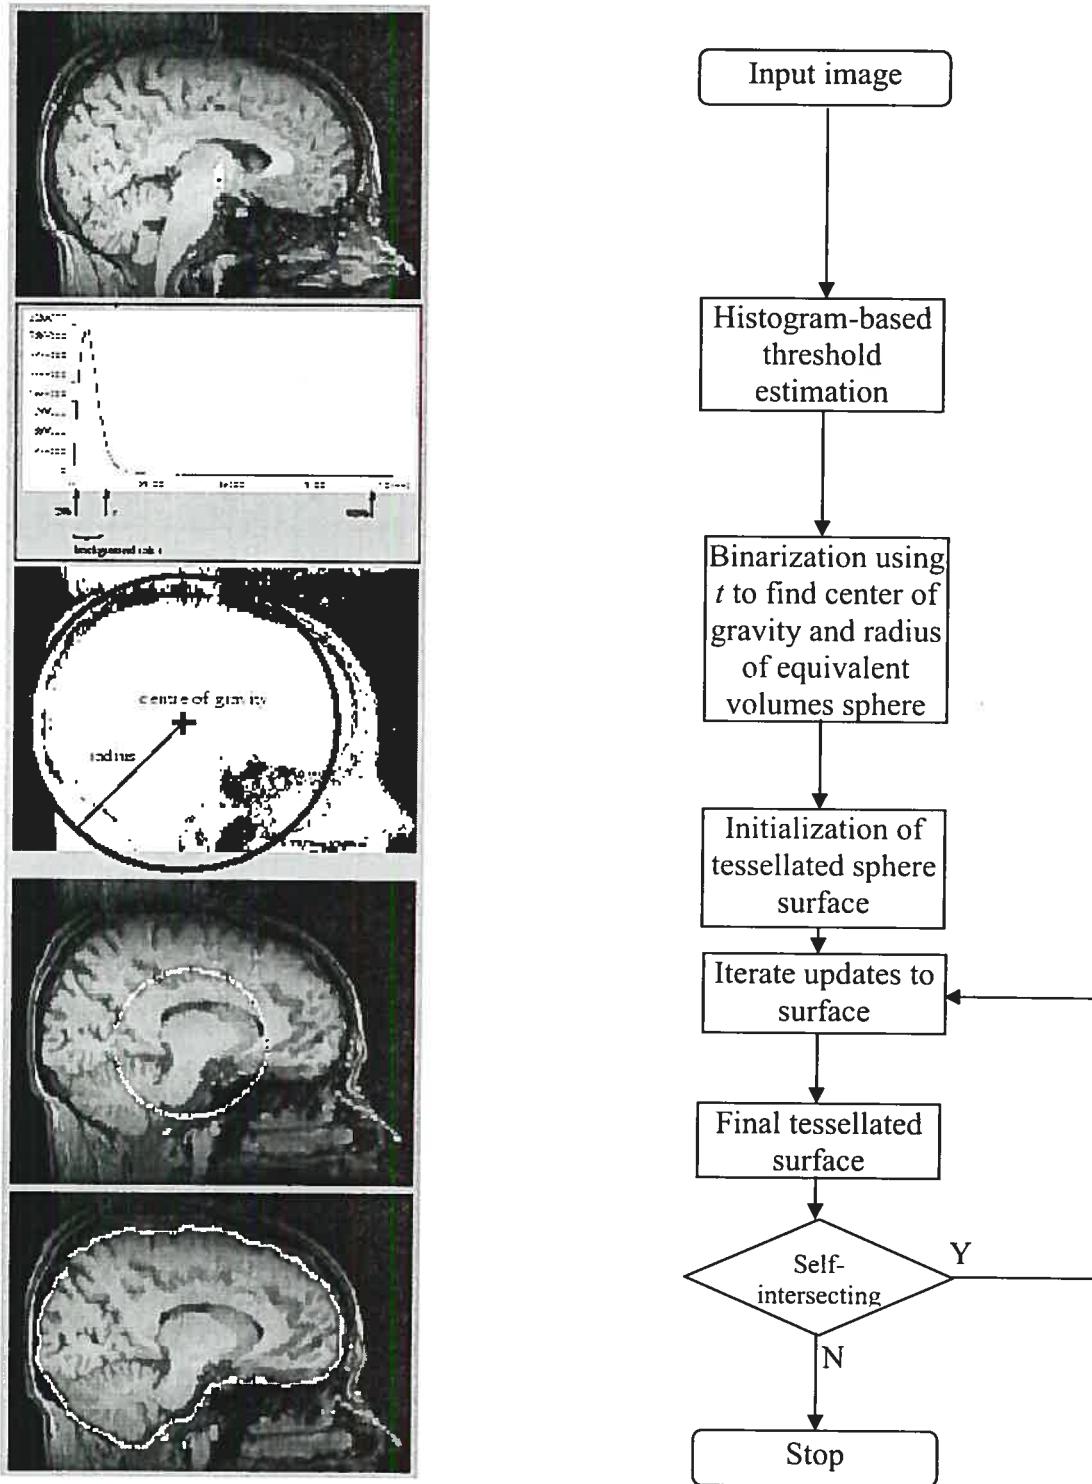 centre of gravity
radius
Input image
Histogram-based
threshold
estimation
Binarization using
t to find center of
gravity and radius
of equivalent
volumes sphere
Initialization of
tessellated sphere
surface
Iterate updates to
surface
Final tessellated
surface
Self-
intersecting
Y
N
Stop